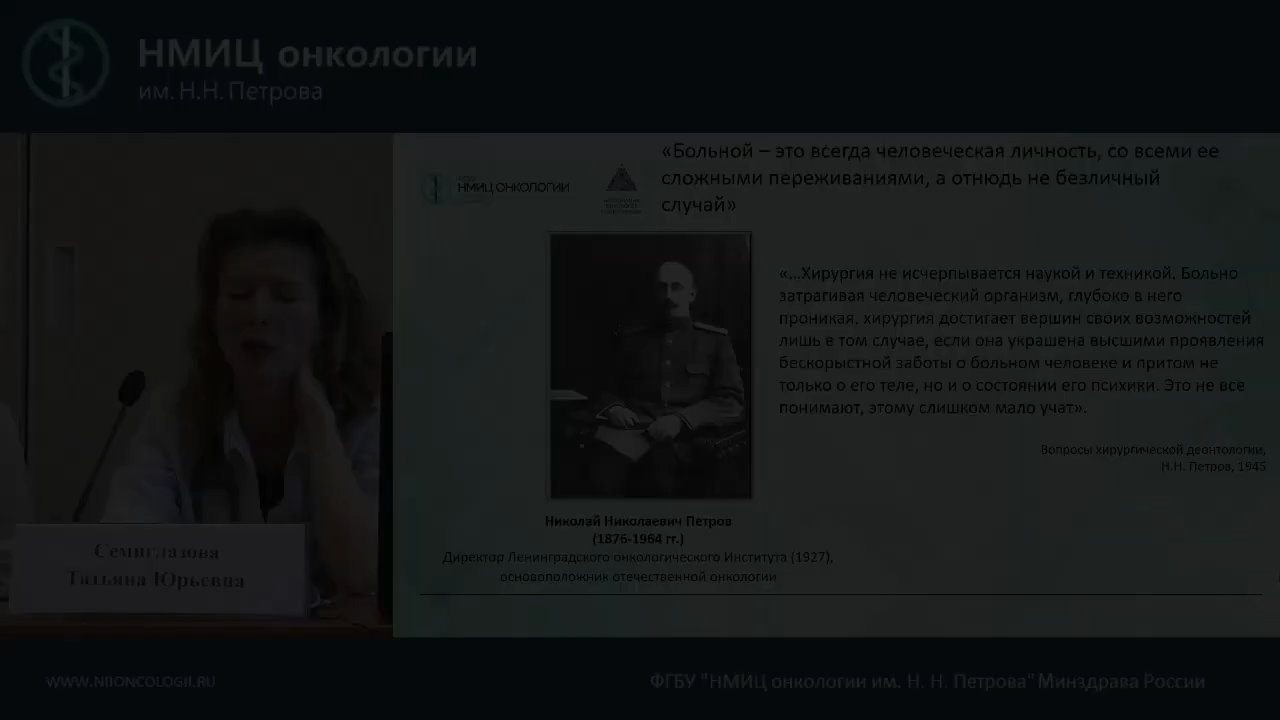 НМИЦ онкологии
им. Н.Н. Петрова
«Больной – это всегда человеческая личность, со всеми ее
сложными переживаниями, а отнюдь не безличный
случай»
НМИЦ ОНКОЛОГИИ
«...Хирургия не исчерпывается наукой и техникой. Больно
затрагивая человеческий организм, глубоко в него
проникая, хирургия достигает вершин своих возможностей
лишь в том случае, если она украшена высшими проявления
бескорыстной заботы о больном человеке и притом не
только о его теле, но и о состоянии его психики. Это не все
понимают, этому слишком мало учат».
Вопросы хирургической деонтологии,
Н.Н. Петров, 1945
Николай Николаевич Петров
(1876-1964 гг.)
Директор Ленинградского онкологического Института (1927),
основоположник отечественной онкологии
Семиглазова
Татьяна Юрьевна
WWW.NIIONCOLOGII.RU
ФГБУ "НМИЦ онкологии им. Н. Н. Петрова" Минздрава России